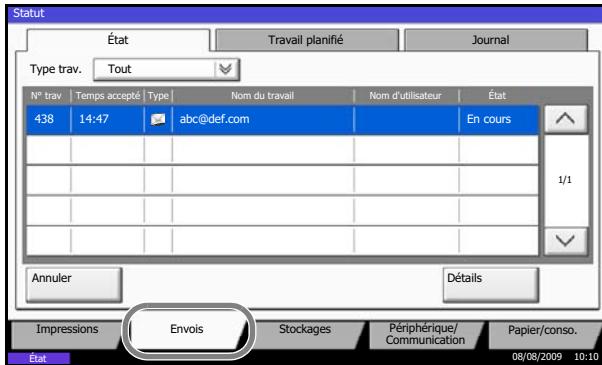 Statut
État Travail planifié Journal
Type trav. Tout
N° trav Temps accepté Type Nom du travail Nom d'utilisateur État
438 14:47 abc@def.com En cours
1/1
Annuler Détails
Impressions Envois Stockages Périphérique/ Papier/conso.
Communication
État 08/08/2009 10:10